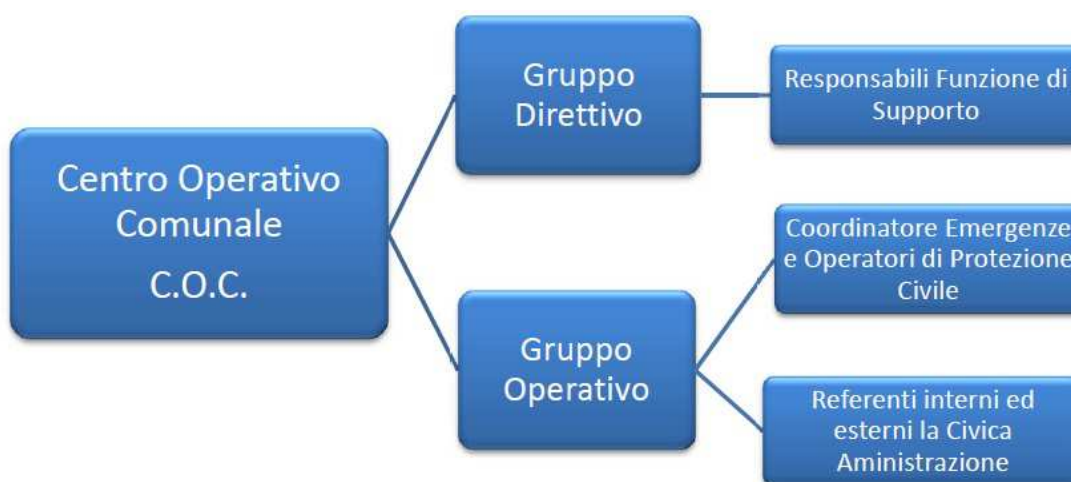 Centro Operativo
Comunale
C.O.C.
Gruppo
Direttivo
Responsabili Funzione di
Supporto
Gruppo
Operativo
Coordinatore Emergenze
e Operatori di Protezione
Civile
Referenti interni ed
esterni la Civica
Aministrazione